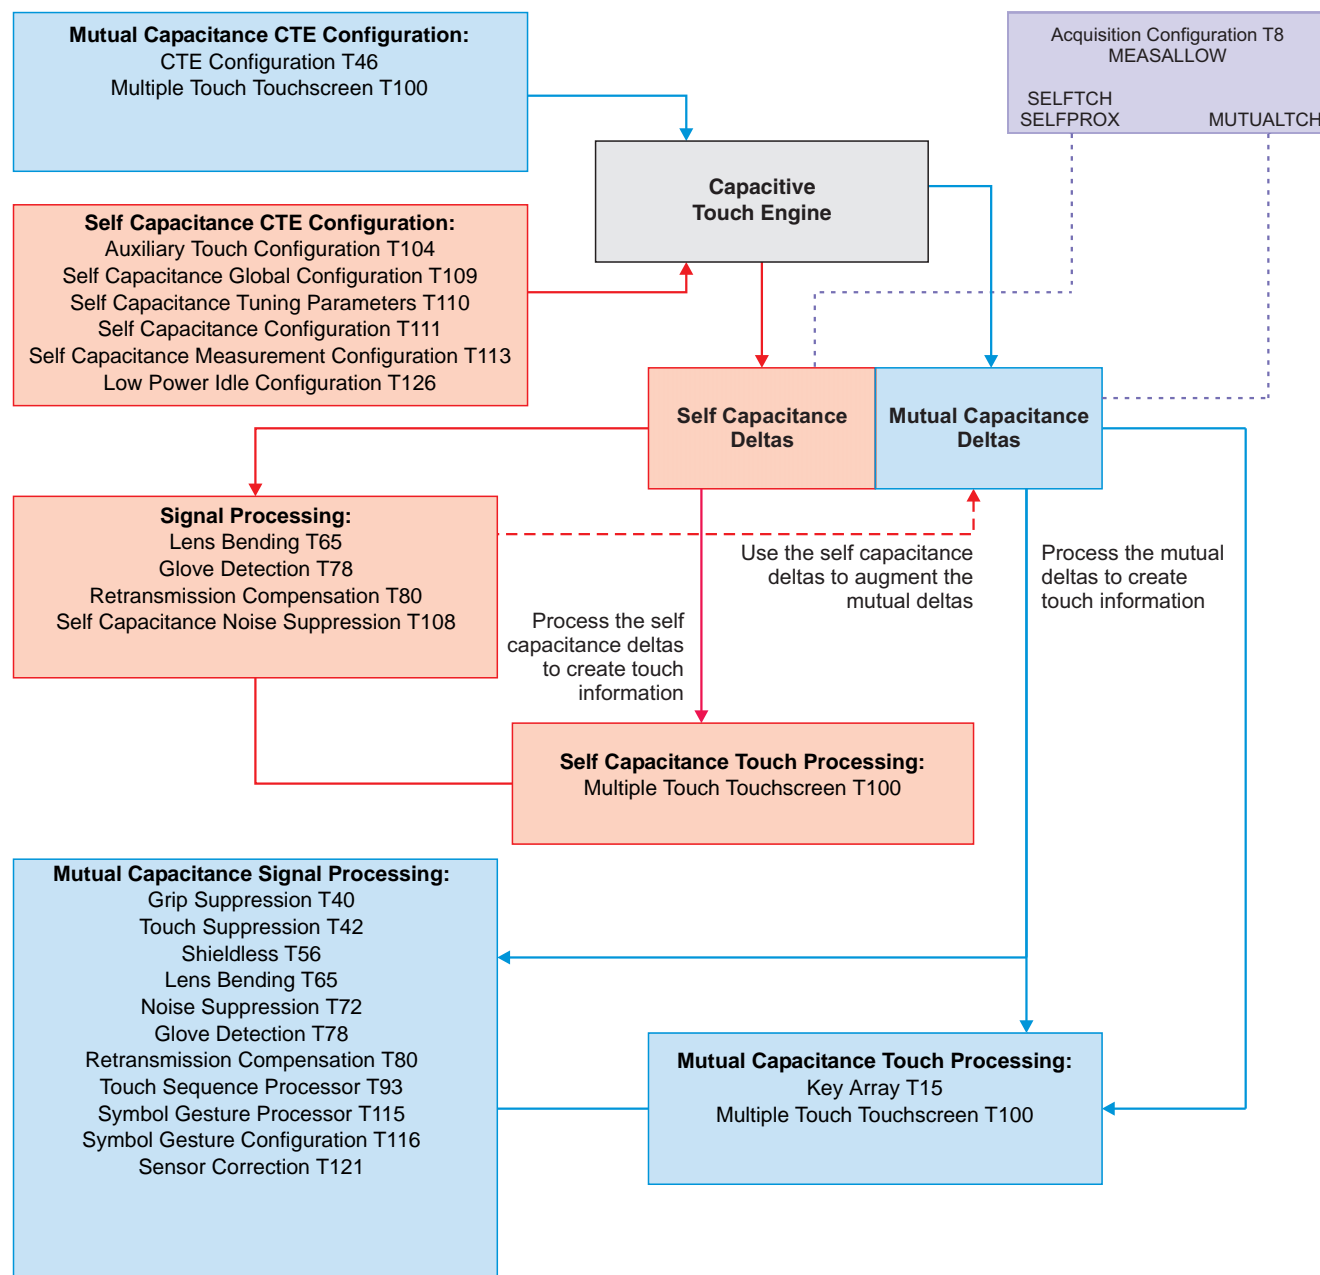 Mutual Capacitance CTE Configuration:
CTE Configuration T46
Multiple Touch Touchscreen T100
Acquisition Configuration T8
MEASALLOW
SELFTCH
SELFPROX
MUTUALTCH
Capacitive
Touch Engine
Self Capacitance CTE Configuration:
Auxiliary Touch Configuration T104
Self Capacitance Global Configuration T109
Self Capacitance Tuning Parameters T110
Self Capacitance Configuration T111
Self Capacitance Measurement Configuration T113
Low Power Idle Configuration T126
Self Capacitance
Deltas
Mutual Capacitance
Deltas
Signal Processing:
Lens Bending T65
Glove Detection T78
Retransmission Compensation T80
Self Capacitance Noise Suppression T108
Use the self capacitance
deltas to augment the
mutual deltas
Process the mutual
deltas to create
touch information
Process the self
capacitance deltas
to create touch
information
Self Capacitance Touch Processing:
Multiple Touch Touchscreen T100
Mutual Capacitance Signal Processing:
Grip Suppression T40
Touch Suppression T42
Shieldless T56
Lens Bending T65
Noise Suppression T72
Glove Detection T78
Retransmission Compensation T80
Touch Sequence Processor T93
Symbol Gesture Processor T115
Symbol Gesture Configuration T116
Sensor Correction T121
Mutual Capacitance Touch Processing:
Key Array T15
Multiple Touch Touchscreen T100